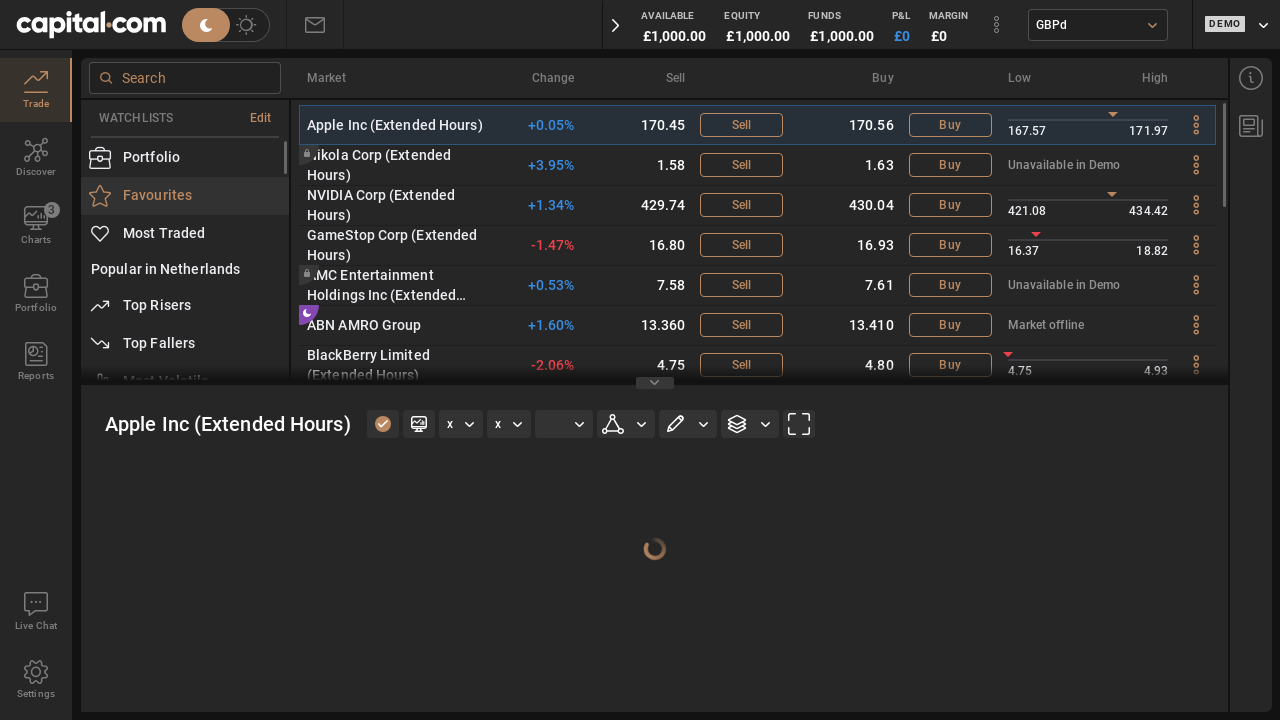 capital.com
AVAILABLE
£1,000.00
EQUITY
£1,000.00
FUNDS
£1,000.00
P&L
£0
MARGIN
£0
GBPd
DEMO
Trade
Discover
3
Charts
Portfolio
Reports
Live Chat
Settings
Search
WATCHLISTS
Edit
Portfolio
Favourites
Most Traded
Popular in Netherlands
Top Risers
Top Fallers
Most Volatile
Market Change Sell Buy Low High
Apple Inc (Extended Hours) +0.05% 170.45 Sell 170.56 Buy 167.57 171.97
Nikola Corp (Extended
Hours) +3.95% 1.58 Sell 1.63 Buy Unavailable in Demo
NVIDIA Corp (Extended
Hours) +1.34% 429.74 Sell 430.04 Buy 421.08 434.42
GameStop Corp (Extended
Hours) -1.47% 16.80 Sell 16.93 Buy 16.37 18.82
AMC Entertainment
Holdings Inc (Extended... +0.53% 7.58 Sell 7.61 Buy Unavailable in Demo
ABN AMRO Group +1.60% 13.360 Sell 13.410 Buy Market offline
BlackBerry Limited
(Extended Hours) -2.06% 4.75 Sell 4.80 Buy 4.75 4.93
Apple Inc (Extended Hours)
x
x